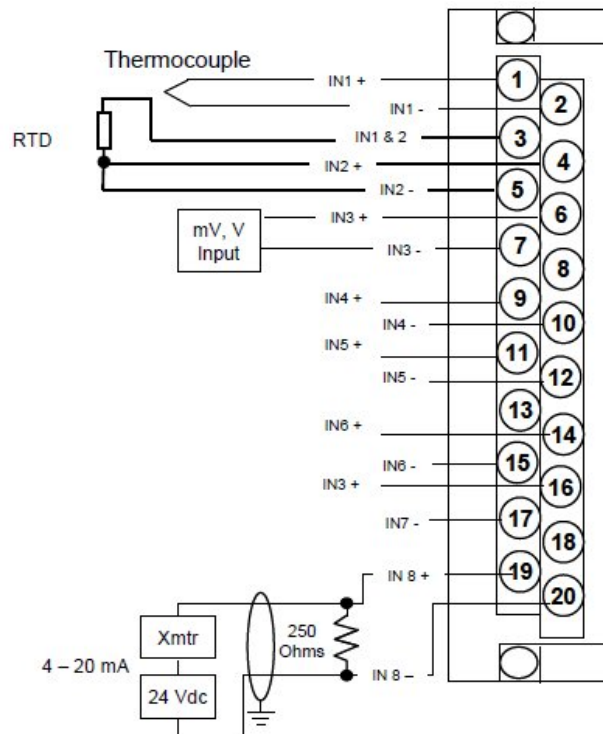 Thermocouple
IN1 +
1
IN1 -
2
RTD
IN1 & 2
3
IN2 +
4
IN2 -
5
mV, V
Input
IN3 +
6
IN3 -
7
8
IN4 +
9
IN4 -
10
IN5 +
11
IN5 -
12
13
IN6 +
14
IN6 -
15
IN3 +
16
IN7 -
17
18
IN 8 +
19
20
Xmtr
250
Ohms
4 – 20 mA
24 Vdc
IN 8 –